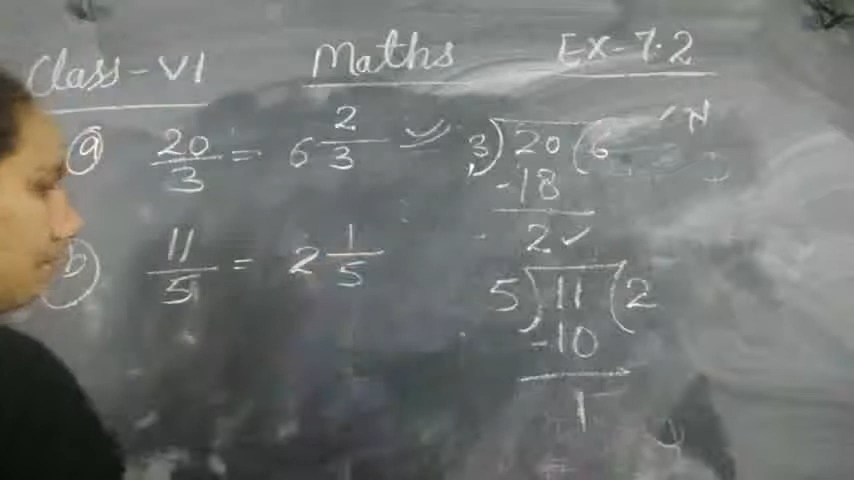 Class-VI Maths Ex-7.2
(a) 20/3 = 6 2/3
3) 20 (6
-18
2
(b) 11/5 = 2 1/5
5) 11 (2
-10
1